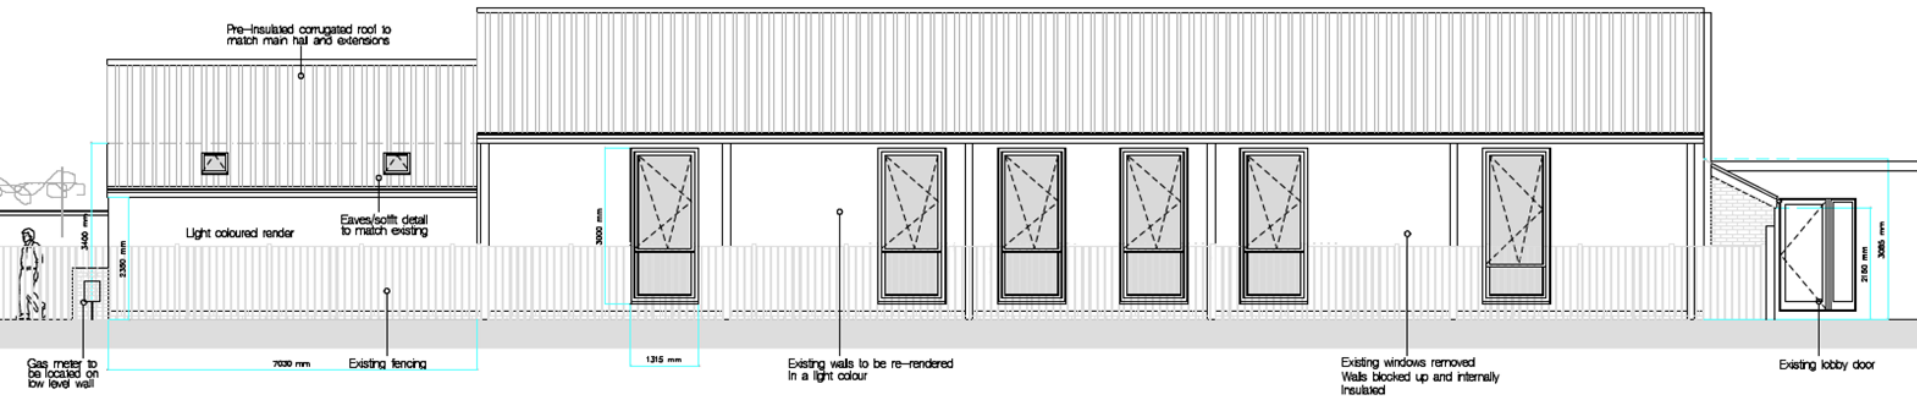 Pre-Insulated corrugated roof to
match main hall and extensions
Light coloured render
Eaves/soffit detail
to match existing
3400 mm
2350 mm
3000 mm
1315 mm
7030 mm
Gas meter to
be located on
low level wall
Existing fencing
Existing walls to be re-rendered
in a light colour
Existing windows removed
Walls blocked up and internally
insulated
2150 mm
3085 mm
Existing lobby door